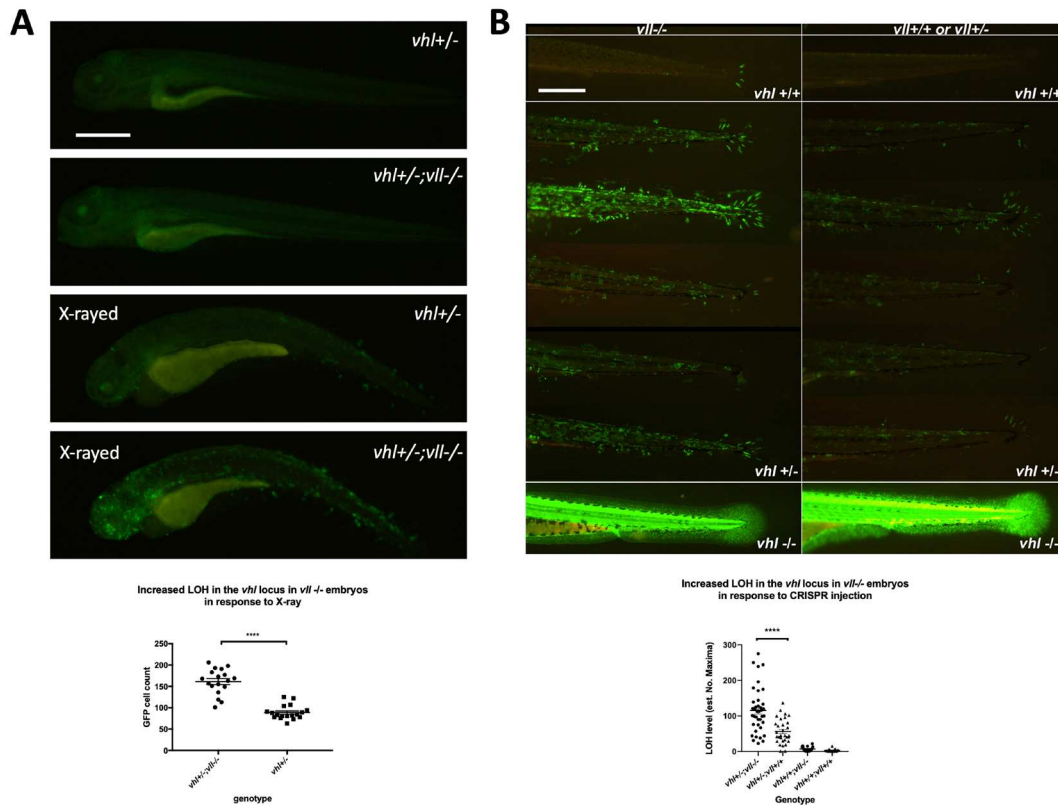 A
vhl+/-
vhl+/-;vll-/-
X-rayed vhl+/-
X-rayed vhl+/-;vll-/-
Increased LOH in the vhl locus in vll -/- embryos
in response to X-ray
GFP cell count
250
200
150
100
50
0
****
vhl+/-;vll-/-
vhl+/-
genotype
B
vll-/- vll+/+ or vll+/-
vhl +/+ vhl +/+
vhl +/- vhl +/-
vhl -/- vhl -/-
Increased LOH in the vhl locus in vll-/- embryos
in response to CRISPR injection
LOH level (est. No. Maxima)
300
200
100
0
****
vhl+/-;vll-/-
vhl+/-;vll+/+
vhl+/+;vll-/-
vhl+/+;vll+/+
Genotype